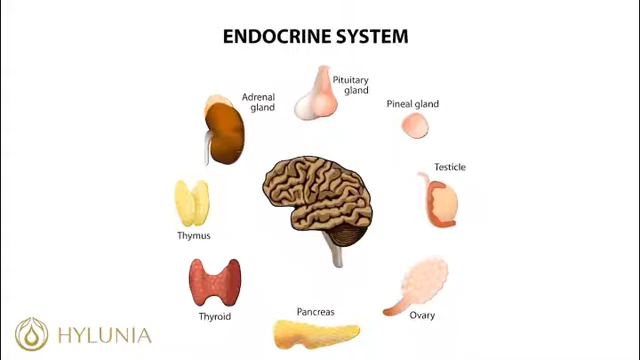 ENDOCRINE SYSTEM
Pituitary
gland
Adrenal
gland
Pineal gland
Testicle
Thymus
Thyroid
Pancreas
Ovary
HYLUNIA